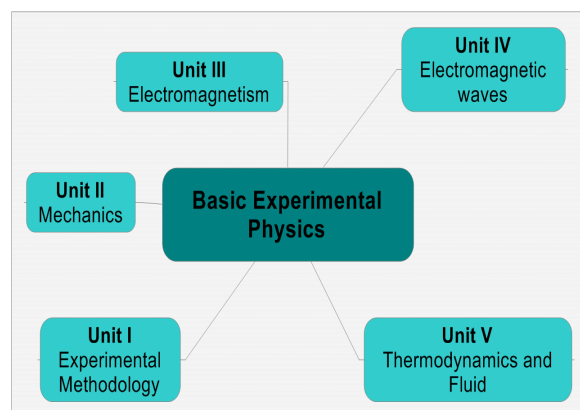 Unit III
Electromagnetism
Unit IV
Electromagnetic
waves
Unit II
Mechanics
Basic Experimental
Physics
Unit I
Experimental
Methodology
Unit V
Thermodynamics and
Fluid